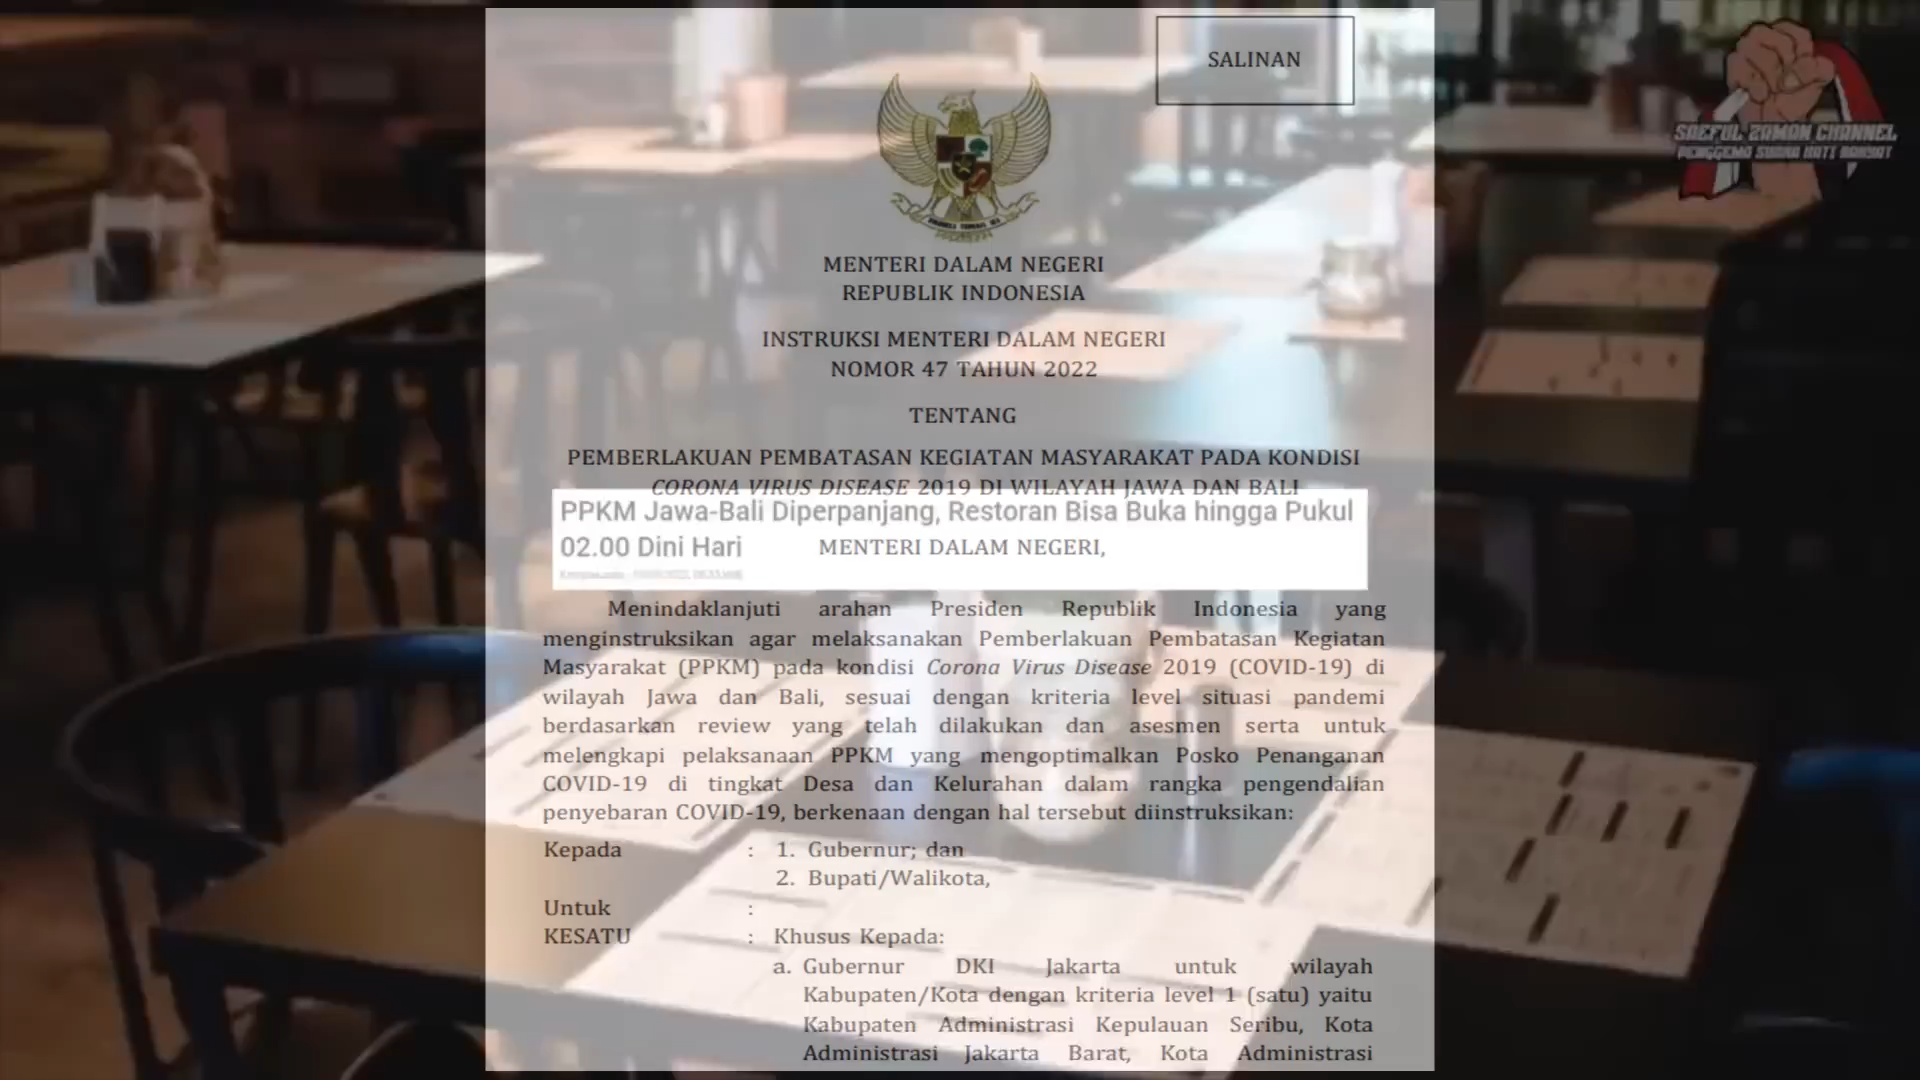 SALINAN
SAEFUL ZAMAN CHANNEL
PENGGEMA SUARA HATI RAKYAT
MENTERI DALAM NEGERI
REPUBLIK INDONESIA
INSTRUKSI MENTERI DALAM NEGERI
NOMOR 47 TAHUN 2022
TENTANG
PEMBERLAKUAN PEMBATASAN KEGIATAN MASYARAKAT PADA KONDISI
CORONA VIRUS DISEASE 2019 DI WILAYAH JAWA DAN BALI
PPKM Jawa-Bali Diperpanjang, Restoran Bisa Buka hingga Pukul
02.00 Dini Hari
MENTERI DALAM NEGERI,
Menindaklanjuti arahan Presiden Republik Indonesia yang
menginstruksikan agar melaksanakan Pemberlakuan Pembatasan Kegiatan
Masyarakat (PPKM) pada kondisi Corona Virus Disease 2019 (COVID-19) di
wilayah Jawa dan Bali, sesuai dengan kriteria level situasi pandemi
berdasarkan review yang telah dilakukan dan asesmen serta untuk
melengkapi pelaksanaan PPKM yang mengoptimalkan Posko Penanganan
COVID-19 di tingkat Desa dan Kelurahan dalam rangka pengendalian
penyebaran COVID-19, berkenaan dengan hal tersebut diinstruksikan:
Kepada : 1. Gubernur; dan
2. Bupati/Walikota,
Untuk :
KESATU : Khusus Kepada:
a. Gubernur DKI Jakarta untuk wilayah
Kabupaten/Kota dengan kriteria level 1 (satu) yaitu
Kabupaten Administrasi Kepulauan Seribu, Kota
Administrasi Jakarta Barat, Kota Administrasi